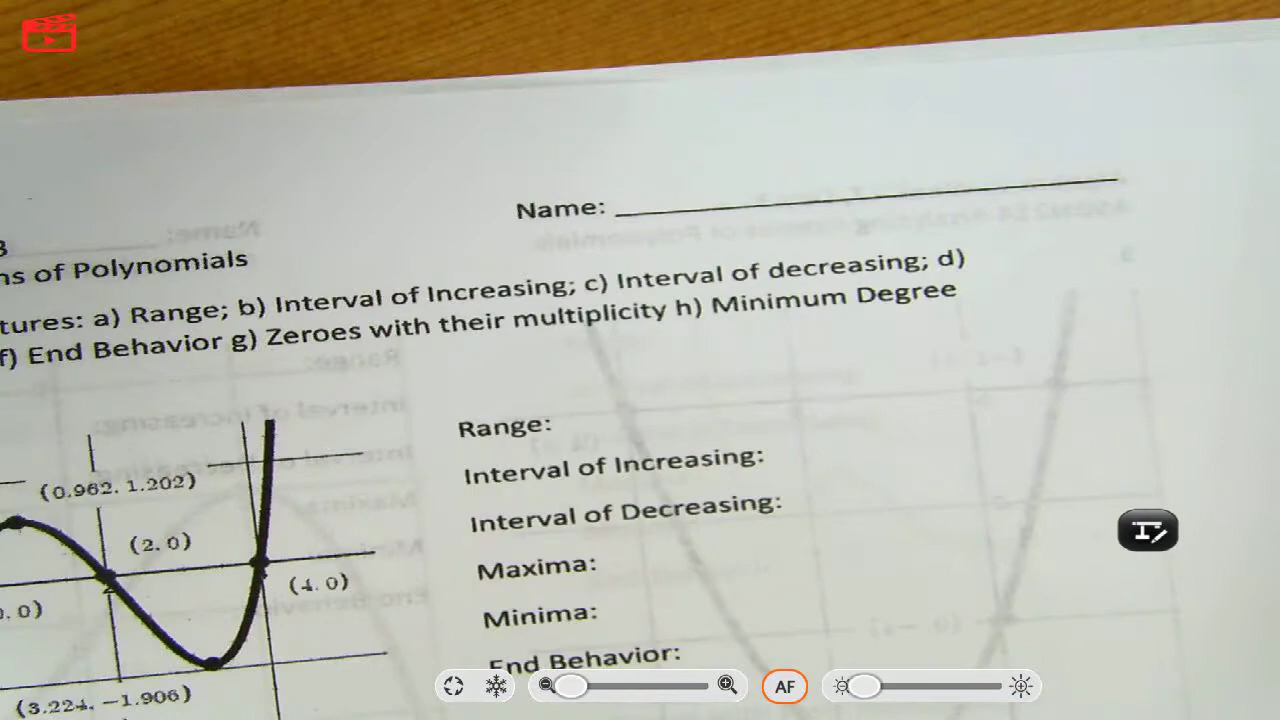 Name:
ns of Polynomials
tures: a) Range; b) Interval of Increasing; c) Interval of decreasing; d)
f) End Behavior g) Zeroes with their multiplicity h) Minimum Degree
Range:
Interval of Increasing:
Interval of Decreasing:
Maxima:
Minima:
End Behavior:
(0.962, 1.202)
(2.0)
(4.0)
2
(3.224, -1.906)
AF